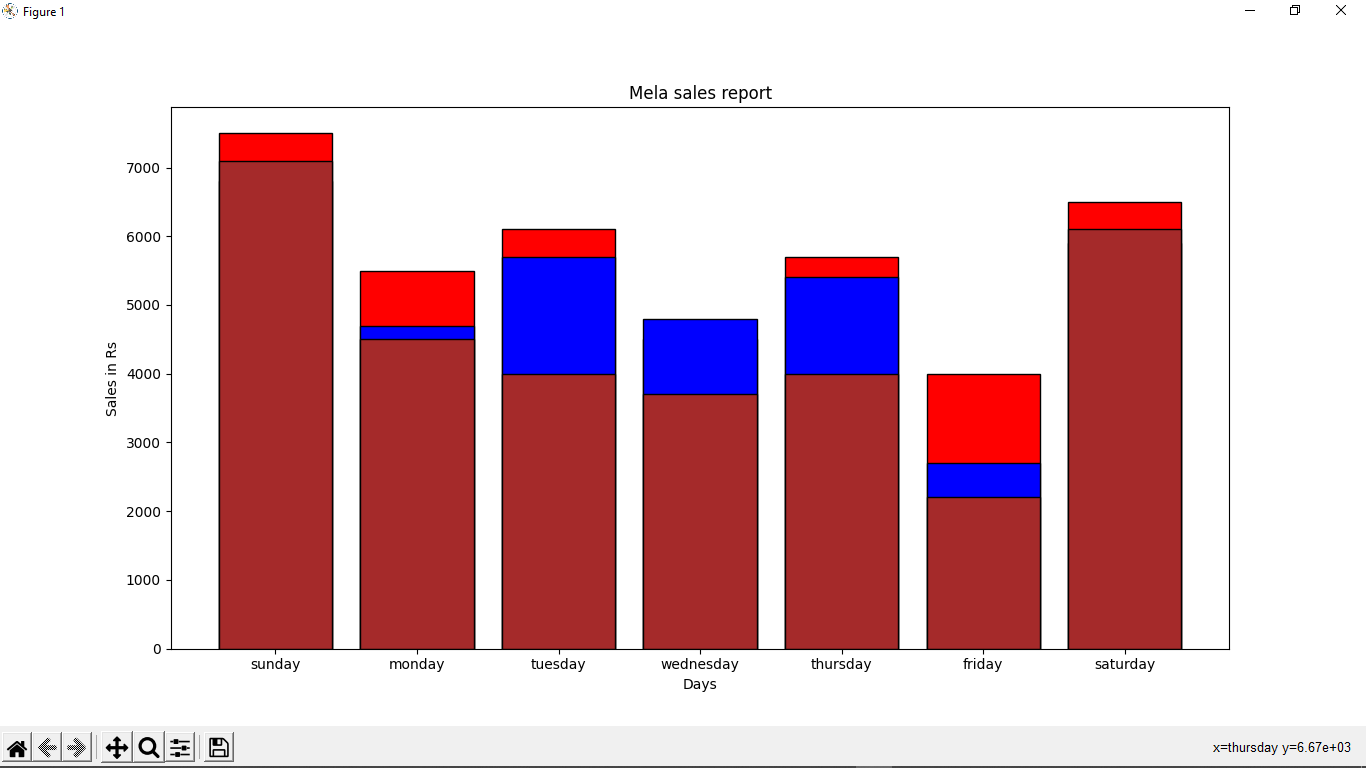 Figure 1
Mela sales report
7000
6000
5000
4000
3000
2000
1000
0
Sales in Rs
sunday monday tuesday wednesday thursday friday saturday
Days
x=thursday y=6.67e+03